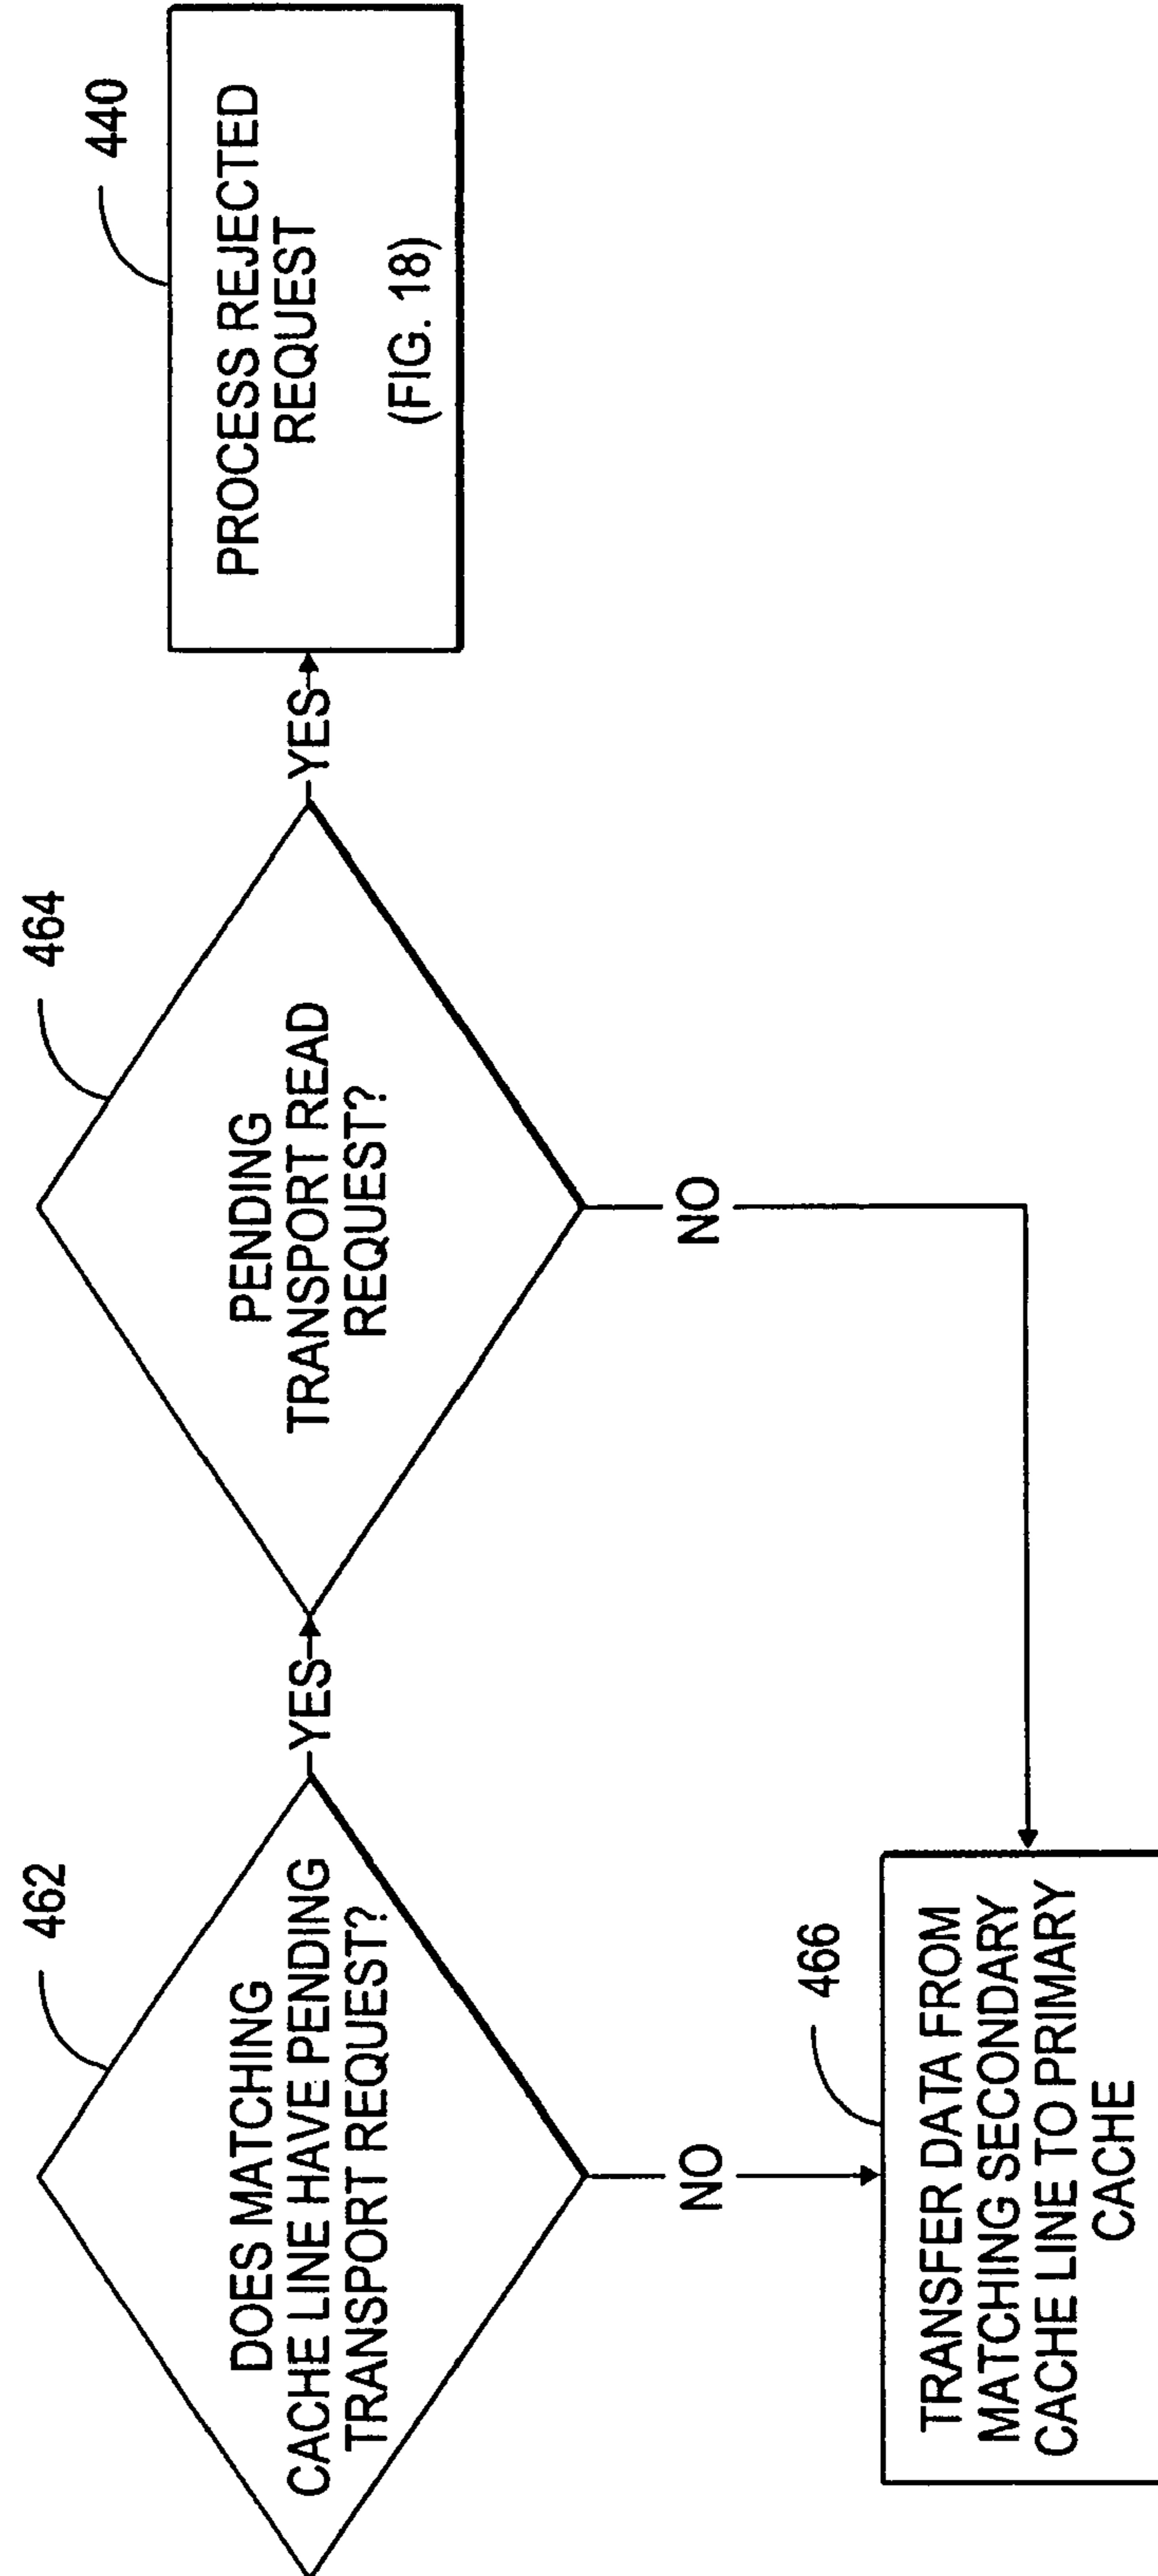 462
DOES MATCHING
CACHE LINE HAVE PENDING
TRANSPORT REQUEST?
YES
NO
464
PENDING
TRANSPORT READ
REQUEST?
YES
NO
440
PROCESS REJECTED
REQUEST
(FIG. 18)
466
TRANSFER DATA FROM
MATCHING SECONDARY
CACHE LINE TO PRIMARY
CACHE